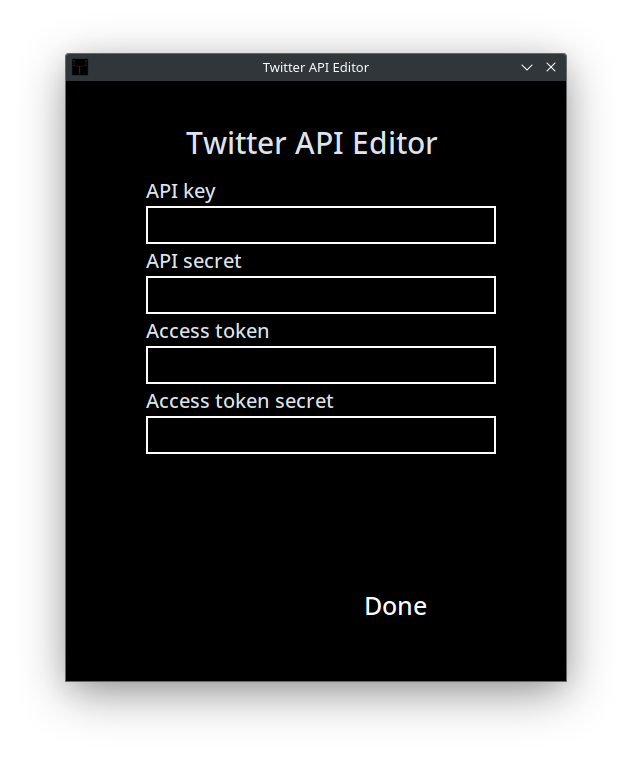 Twitter API Editor
Twitter API Editor
API key
API secret
Access token
Access token secret
Done